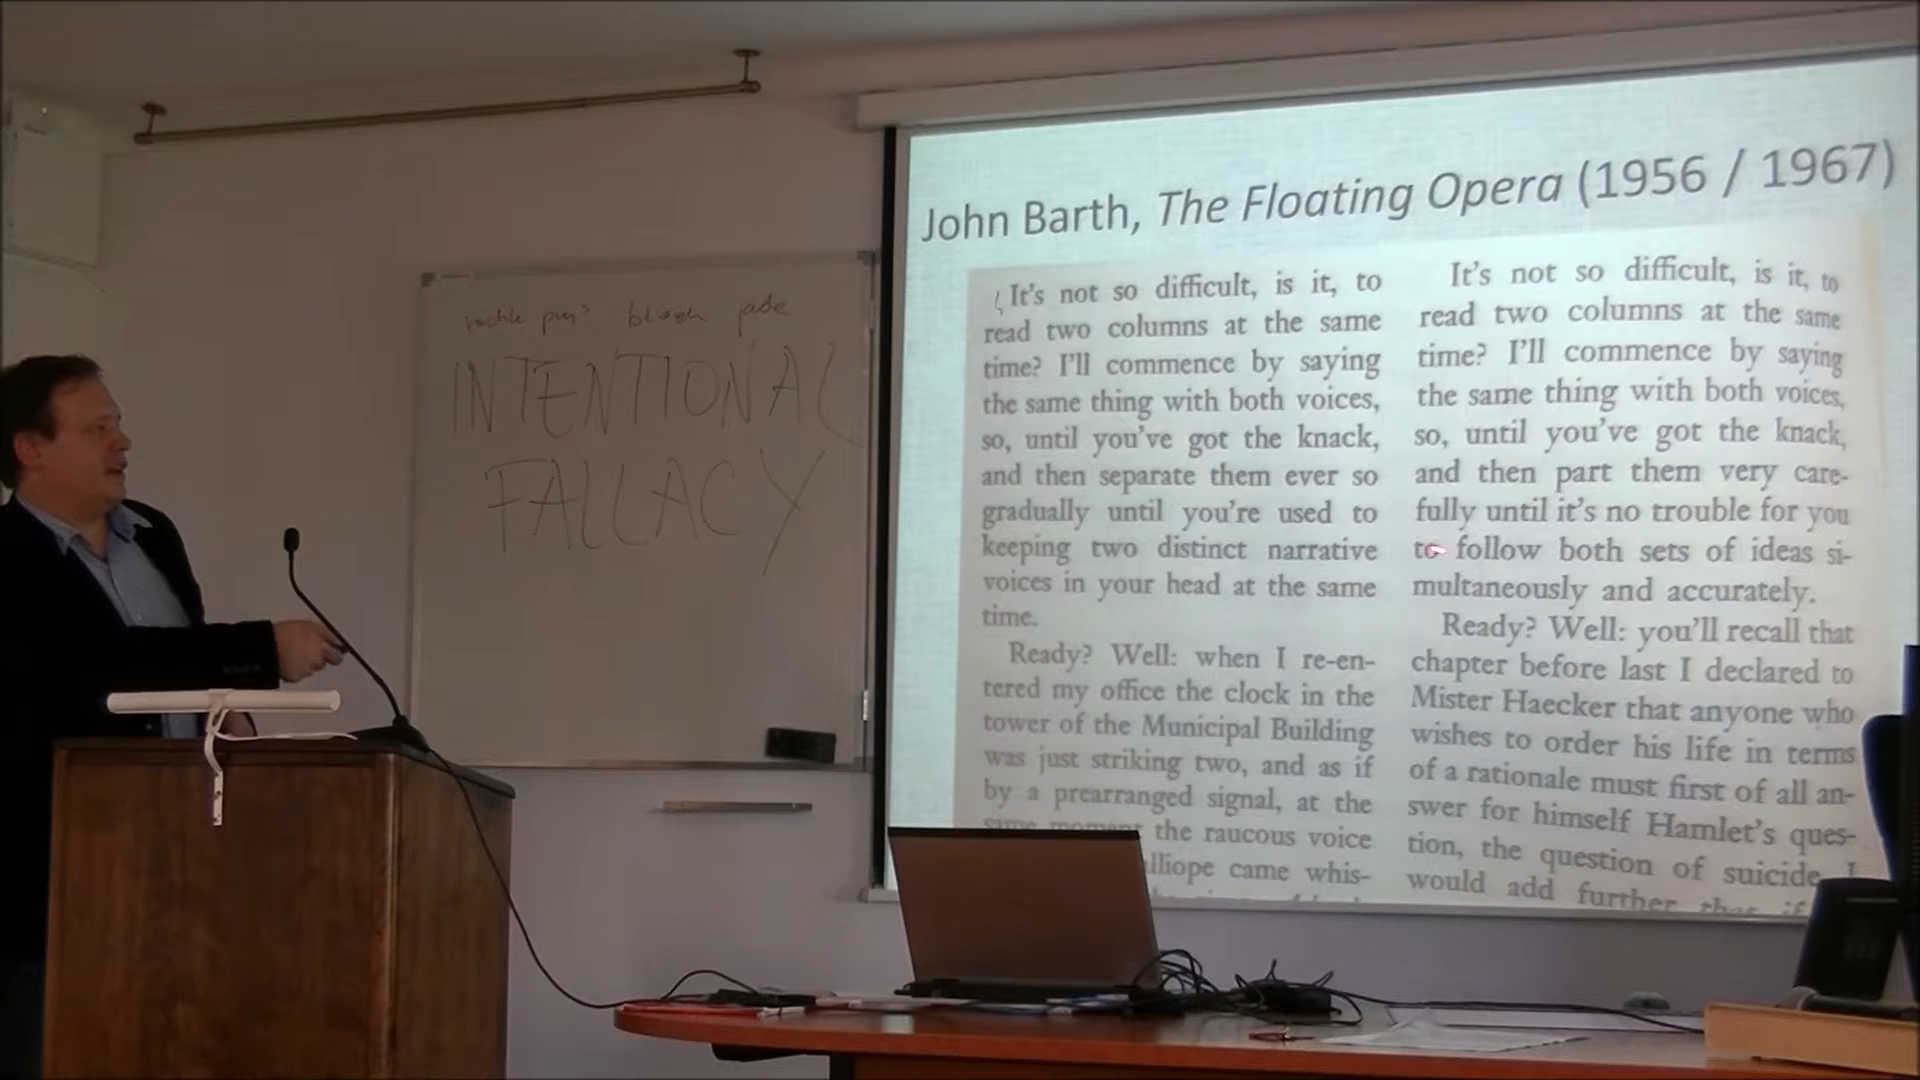 INTENTIONAL
FALLACY
John Barth, The Floating Opera (1956 / 1967)
It's not so difficult, is it, to
read two columns at the same
time? I'll commence by saying
the same thing with both voices,
so, until you've got the knack,
and then separate them ever so
gradually until you're used to
keeping two distinct narrative
voices in your head at the same
time.
Ready? Well: when I re-en-
tered my office the clock in the
tower of the Municipal Building
was just striking two, and as if
by a prearranged signal, at the
same moment the raucous voice
lliope came whis-
It's not so difficult, is it, to
read two columns at the same
time? I'll commence by saying
the same thing with both voices,
so, until you've got the knack,
and then part them very care-
fully until it's no trouble for you
to follow both sets of ideas si-
multaneously and accurately.
Ready? Well: you'll recall that
chapter before last I declared to
Mister Haecker that anyone who
wishes to order his life in terms
of a rationale must first of all an-
swer for himself Hamlet's ques-
tion, the question of suicide. I
would add further that if